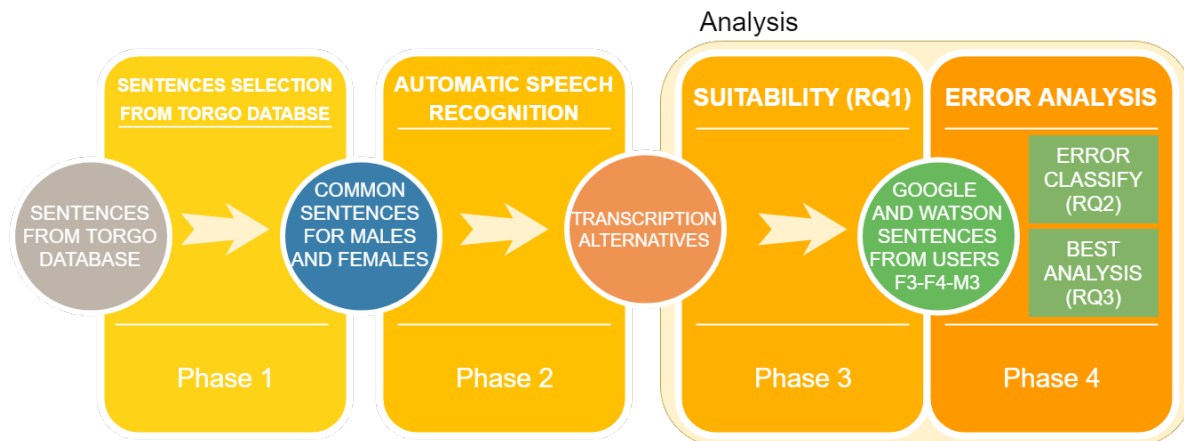 Analysis
SENTENCES SELECTION
FROM TORGO DATABSE
AUTOMATIC SPEECH
RECOGNITION
SUITABILITY (RQ1)
ERROR ANALYSIS
SENTENCES
FROM TORGO
DATABASE
COMMON
SENTENCES
FOR MALES
AND FEMALES
TRANSCRIPTION
ALTERNATIVES
GOOGLE
AND WATSON
SENTENCES
FROM USERS
F3-F4-M3
ERROR
CLASSIFY
(RQ2)
BEST
ANALYSIS
(RQ3)
Phase 1
Phase 2
Phase 3
Phase 4